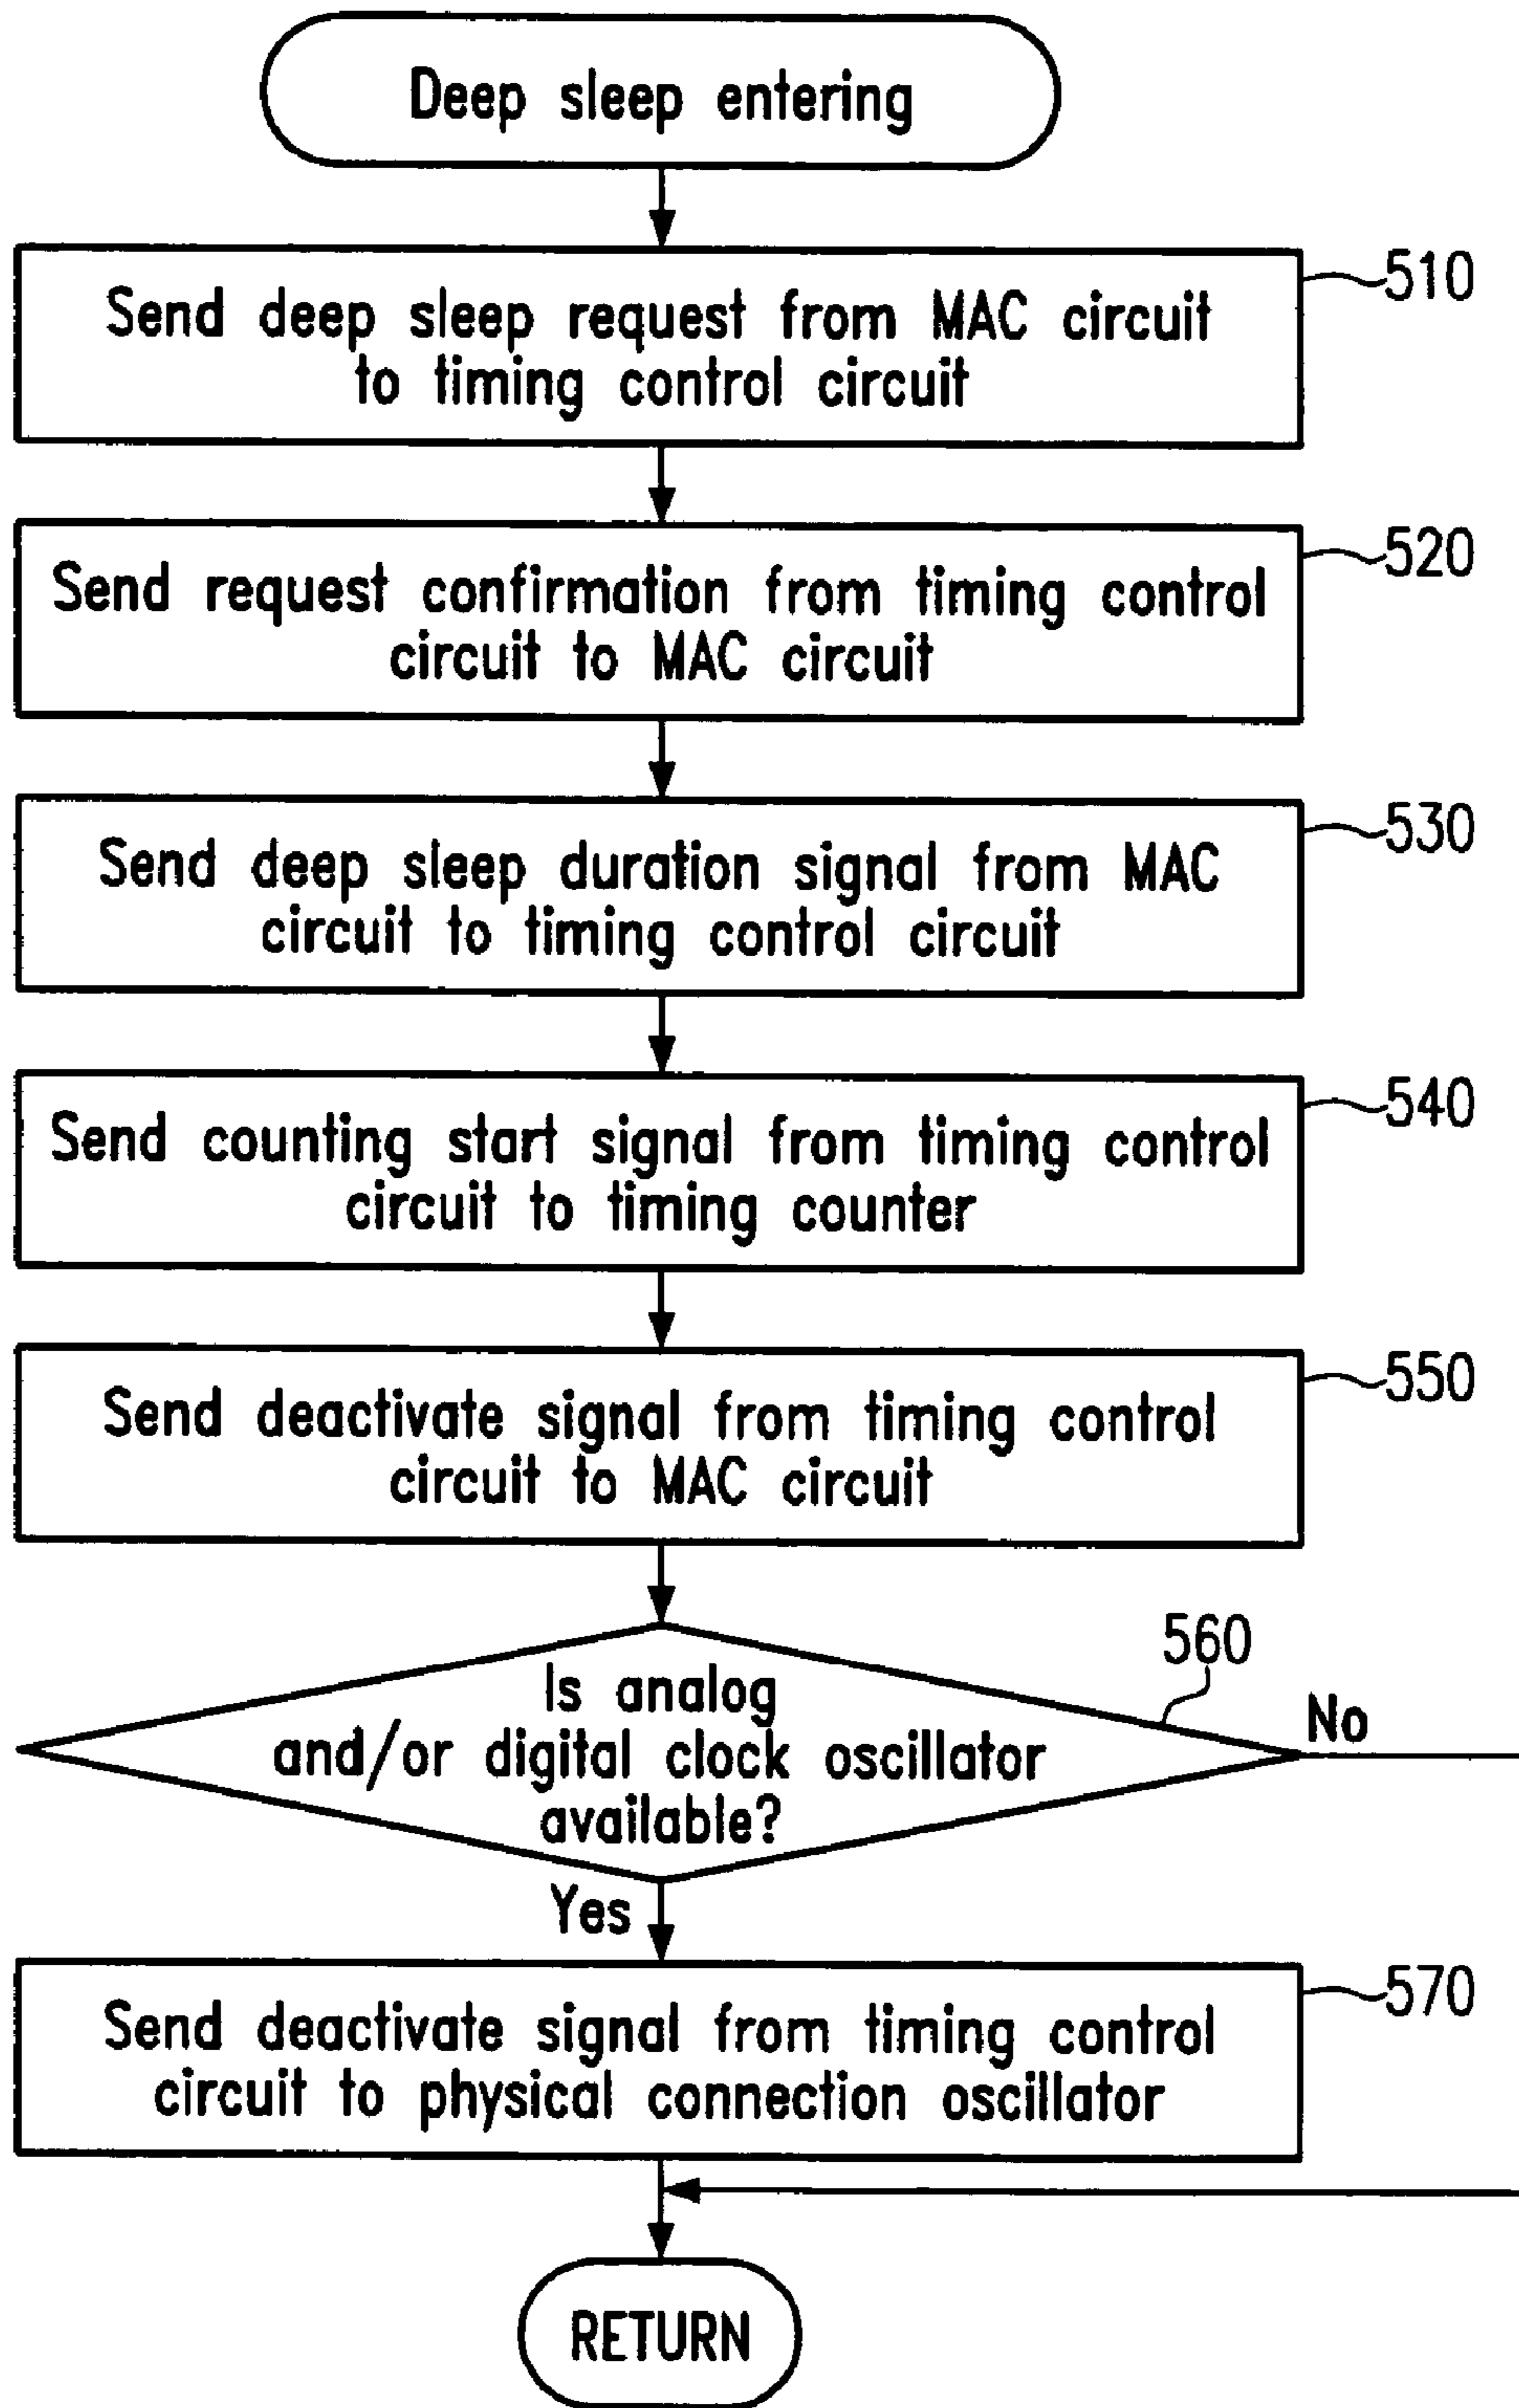 Deep sleep entering
510
Send deep sleep request from MAC circuit
to timing control circuit
520
Send request confirmation from timing control
circuit to MAC circuit
530
Send deep sleep duration signal from MAC
circuit to timing control circuit
540
Send counting start signal from timing control
circuit to timing counter
550
Send deactivate signal from timing control
circuit to MAC circuit
560
Is analog
and/or digital clock oscillator
available?
No
Yes
570
Send deactivate signal from timing control
circuit to physical connection oscillator
RETURN